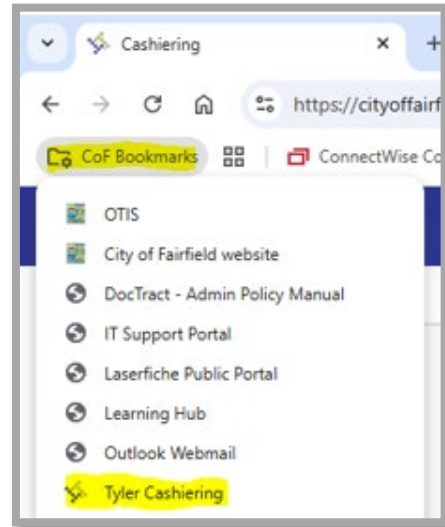 Cashiering
https://cityoffairf
CoF Bookmarks ConnectWise Co
OTIS
City of Fairfield website
DocTract - Admin Policy Manual
IT Support Portal
Laserfiche Public Portal
Learning Hub
Outlook Webmail
Tyler Cashiering